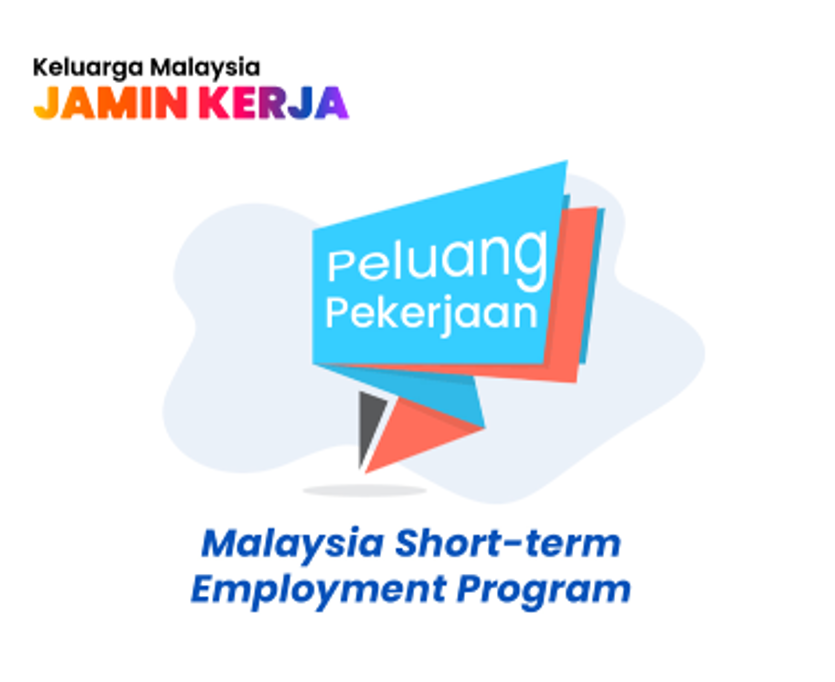 Keluarga Malaysia
JAMIN KERJA
Peluang
Pekerjaan
Malaysia Short-term
Employment Program